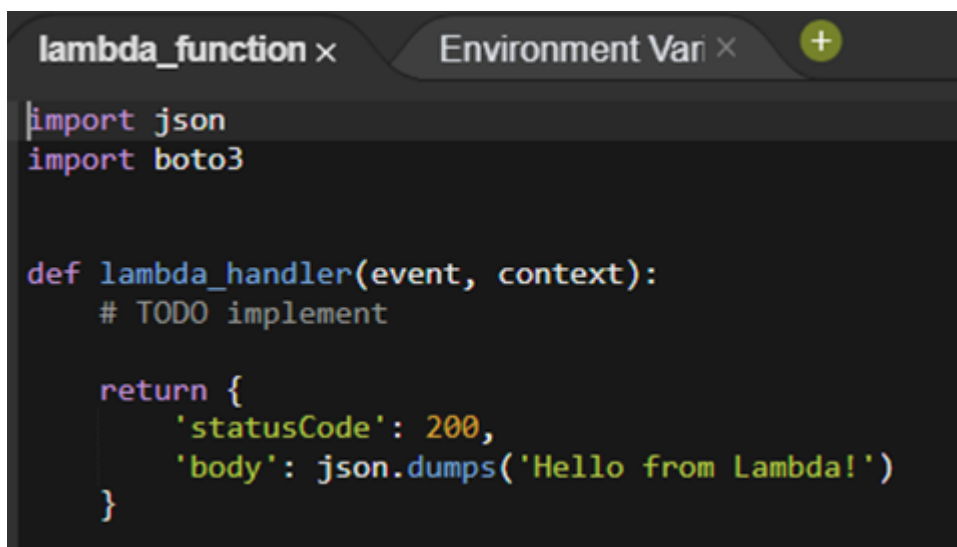 lambda_function × Environment Vari × +
import json
import boto3
def lambda_handler(event, context):
    # TODO implement
    return {
        'statusCode': 200,
        'body': json.dumps('Hello from Lambda!')
    }